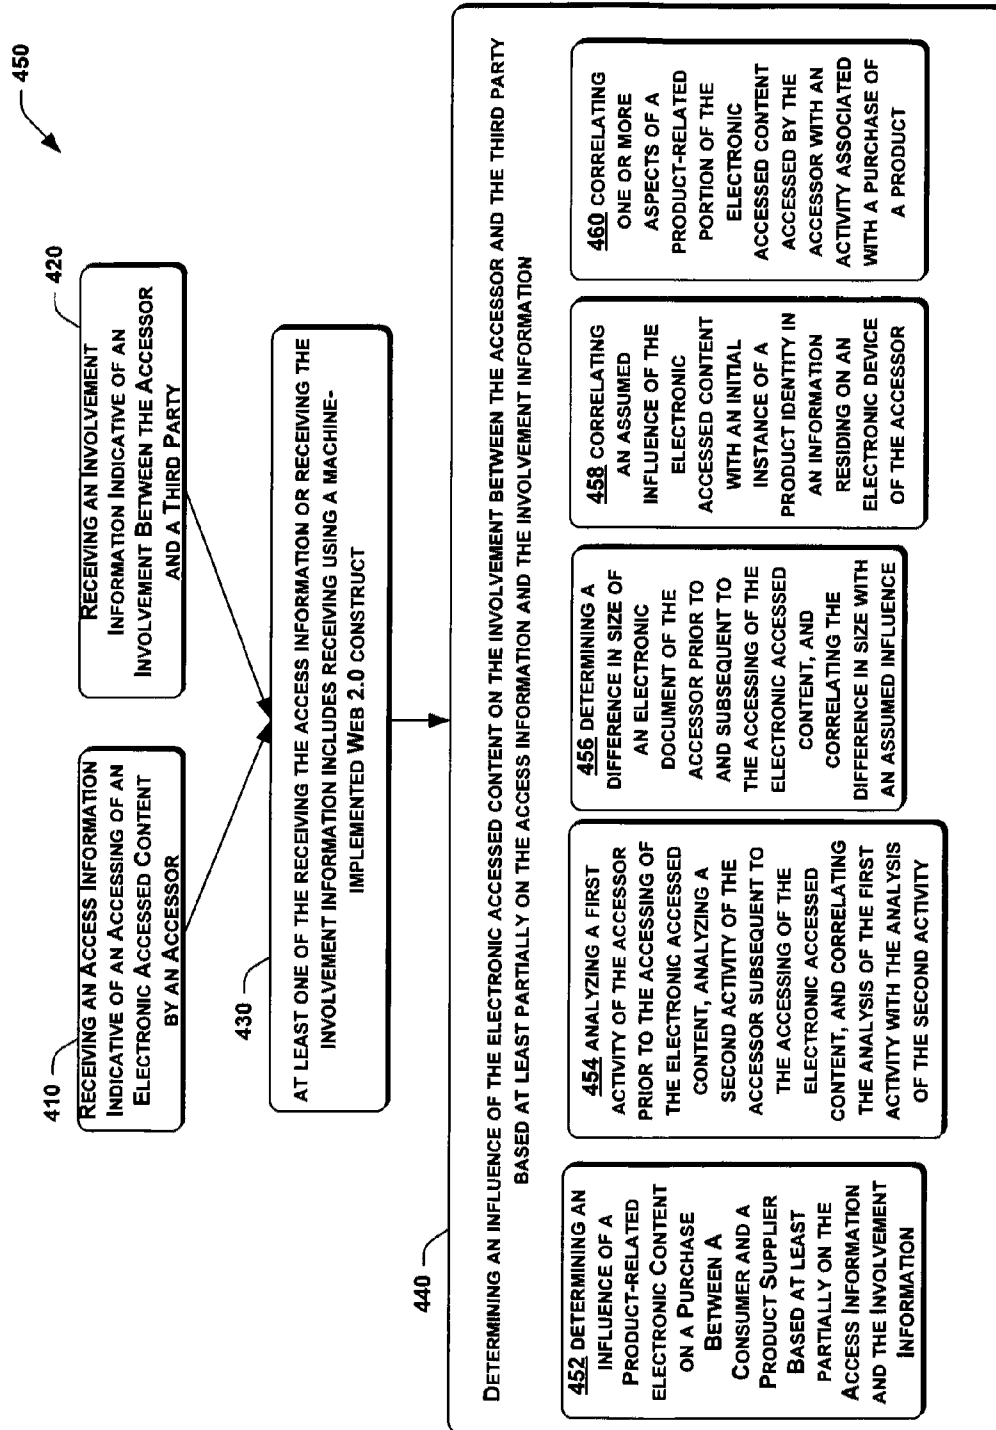 450
410
RECEIVING AN ACCESS INFORMATION
INDICATIVE OF AN ACCESSING OF AN
ELECTRONIC ACCESSED CONTENT
BY AN ACCESSOR
420
RECEIVING AN INVOLVEMENT
INFORMATION INDICATIVE OF AN
INVOLVEMENT BETWEEN THE ACCESSOR
AND A THIRD PARTY
430
AT LEAST ONE OF THE RECEIVING THE ACCESS INFORMATION OR RECEIVING THE
INVOLVEMENT INFORMATION INCLUDES RECEIVING USING A MACHINE-
IMPLEMENTED WEB 2.0 CONSTRUCT
440
DETERMINING AN INFLUENCE OF THE ELECTRONIC ACCESSED CONTENT ON THE INVOLVEMENT BETWEEN THE ACCESSOR AND THE THIRD PARTY
BASED AT LEAST PARTIALLY ON THE ACCESS INFORMATION AND THE INVOLVEMENT INFORMATION
452 DETERMINING AN
INFLUENCE OF A
PRODUCT-RELATED
ELECTRONIC CONTENT
ON A PURCHASE
BETWEEN A
CONSUMER AND A
PRODUCT SUPPLIER
BASED AT LEAST
PARTIALLY ON THE
ACCESS INFORMATION
AND THE INVOLVEMENT
INFORMATION
454 ANALYZING A FIRST
ACTIVITY OF THE ACCESSOR
PRIOR TO THE ACCESSING OF
THE ELECTRONIC ACCESSED
CONTENT, ANALYZING A
SECOND ACTIVITY OF THE
ACCESSOR SUBSEQUENT TO
THE ACCESSING OF THE
ELECTRONIC ACCESSED
CONTENT, AND CORRELATING
THE ANALYSIS OF THE FIRST
ACTIVITY WITH THE ANALYSIS
OF THE SECOND ACTIVITY
456 DETERMINING A
DIFFERENCE IN SIZE OF
AN ELECTRONIC
DOCUMENT OF THE
ACCESSOR PRIOR TO
AND SUBSEQUENT TO
THE ACCESSING OF THE
ELECTRONIC ACCESSED
CONTENT, AND
CORRELATING THE
DIFFERENCE IN SIZE WITH
AN ASSUMED INFLUENCE
458 CORRELATING
AN ASSUMED
INFLUENCE OF THE
ELECTRONIC
ACCESSED CONTENT
WITH AN INITIAL
INSTANCE OF A
PRODUCT IDENTITY IN
AN INFORMATION
RESIDING ON AN
ELECTRONIC DEVICE
OF THE ACCESSOR
460 CORRELATING
ONE OR MORE
ASPECTS OF A
PRODUCT-RELATED
PORTION OF THE
ELECTRONIC
ACCESSED CONTENT
ACCESSED BY THE
ACCESSOR WITH AN
ACTIVITY ASSOCIATED
WITH A PURCHASE OF
A PRODUCT